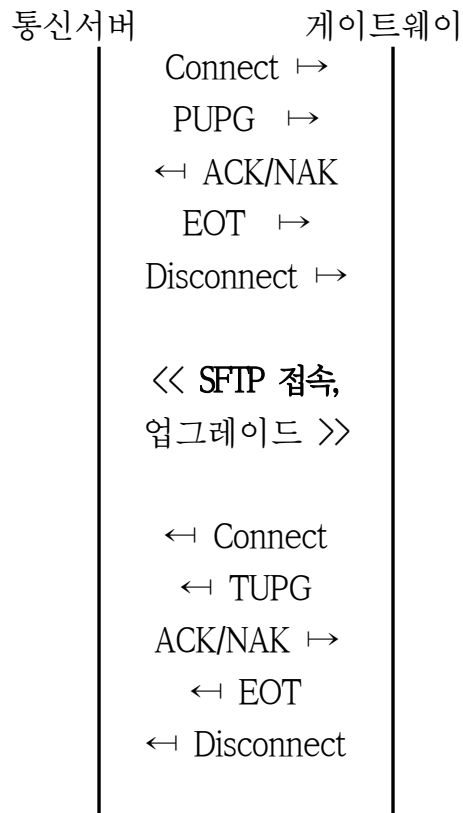 통신서버 게이트웨이
Connect ↦
PUPG ↦
↤ ACK/NAK
EOT ↦
Disconnect ↦
<< SFTP 접속,
업그레이드 >>
↤ Connect
↤ TUPG
ACK/NAK ↦
↤ EOT
↤ Disconnect